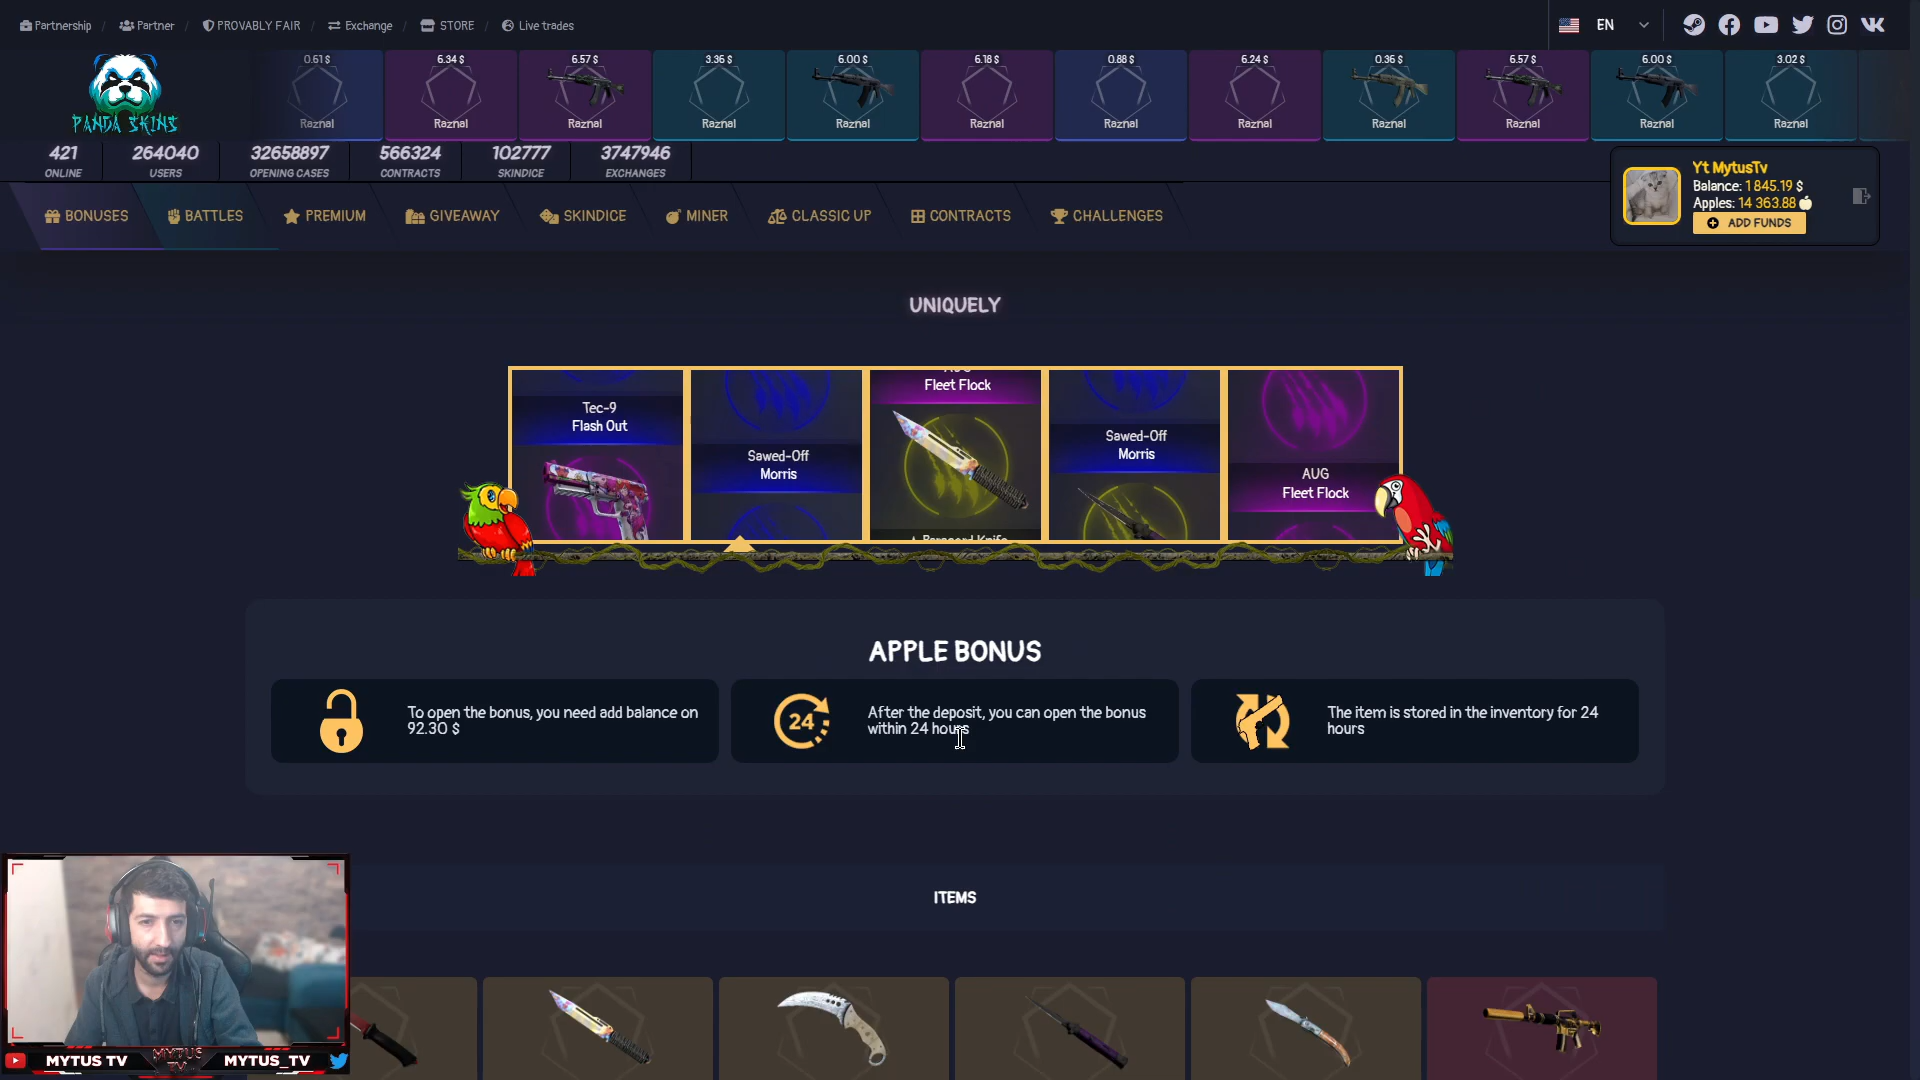 Partnership / Partner / PROVABLY FAIR / Exchange / STORE / Live trades
EN
PANDA SKINS
0.61 $ 6.34 $ 6.57 $ 3.36 $ 6.00 $ 6.18 $ 0.88 $ 6.24 $ 0.36 $ 6.57 $ 6.00 $ 3.02 $
Raznal Raznal Raznal Raznal Raznal Raznal Raznal Raznal Raznal Raznal Raznal Raznal
421 264040 32658897 566324 102777 3747946
ONLINE USERS OPENING CASES CONTRACTS SKINDICE EXCHANGES
Yt MytusTv
Balance: 1 845.19 $
Apples: 14 363.88
ADD FUNDS
BONUSES BATTLES PREMIUM GIVEAWAY SKINDICE MINER CLASSIC UP CONTRACTS CHALLENGES
UNIQUELY
Tec-9
Flash Out
Sawed-Off
Morris
AUG
Fleet Flock
Sawed-Off
Morris
AUG
Fleet Flock
APPLE BONUS
To open the bonus, you need add balance on
92.30 $
24
After the deposit, you can open the bonus
within 24 hours
The item is stored in the inventory for 24
hours
ITEMS
MYTUS TV
MYTUS TV
MYTUS_TV